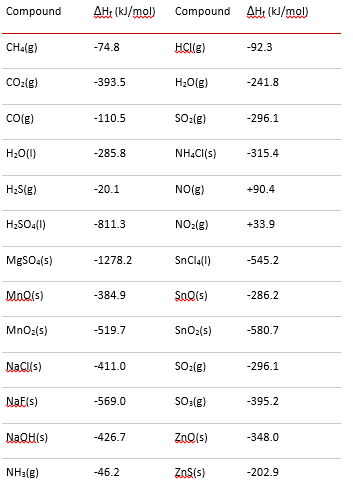 Compound ΔHf (kJ/mol) Compound ΔHf (kJ/mol)
CH₄(g) -74.8 HCl(g) -92.3
CO₂(g) -393.5 H₂O(g) -241.8
CO(g) -110.5 SO₂(g) -296.1
H₂O(l) -285.8 NH₄Cl(s) -315.4
H₂S(g) -20.1 NO(g) +90.4
H₂SO₄(l) -811.3 NO₂(g) +33.9
MgSO₄(s) -1278.2 SnCl₄(l) -545.2
MnO(s) -384.9 SnO(s) -286.2
MnO₂(s) -519.7 SnO₂(s) -580.7
NaCl(s) -411.0 SO₂(g) -296.1
NaF(s) -569.0 SO₃(g) -395.2
NaOH(s) -426.7 ZnO(s) -348.0
NH₃(g) -46.2 ZnS(s) -202.9